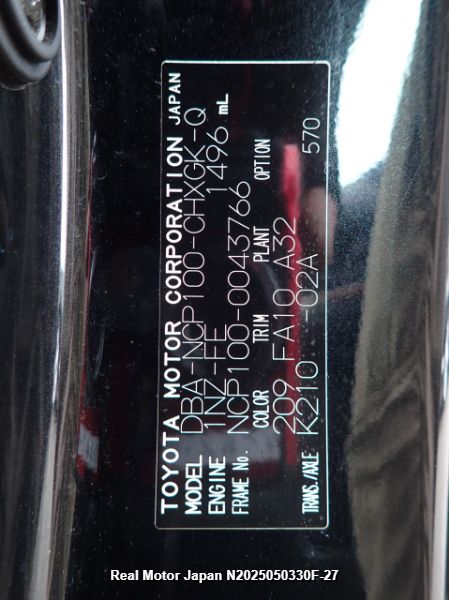 TOYOTA MOTOR CORPORATION JAPAN
MODEL DBA-NCP100-CHXGK-Q
ENGINE 1NZ-FE 1496 mL
FRAME No. NCP100-0043766
COLOR TRIM PLANT OPTION
209 FA10 A32
TRANS./AXLE K210 -02A 570
Real Motor Japan N2025050330F-27